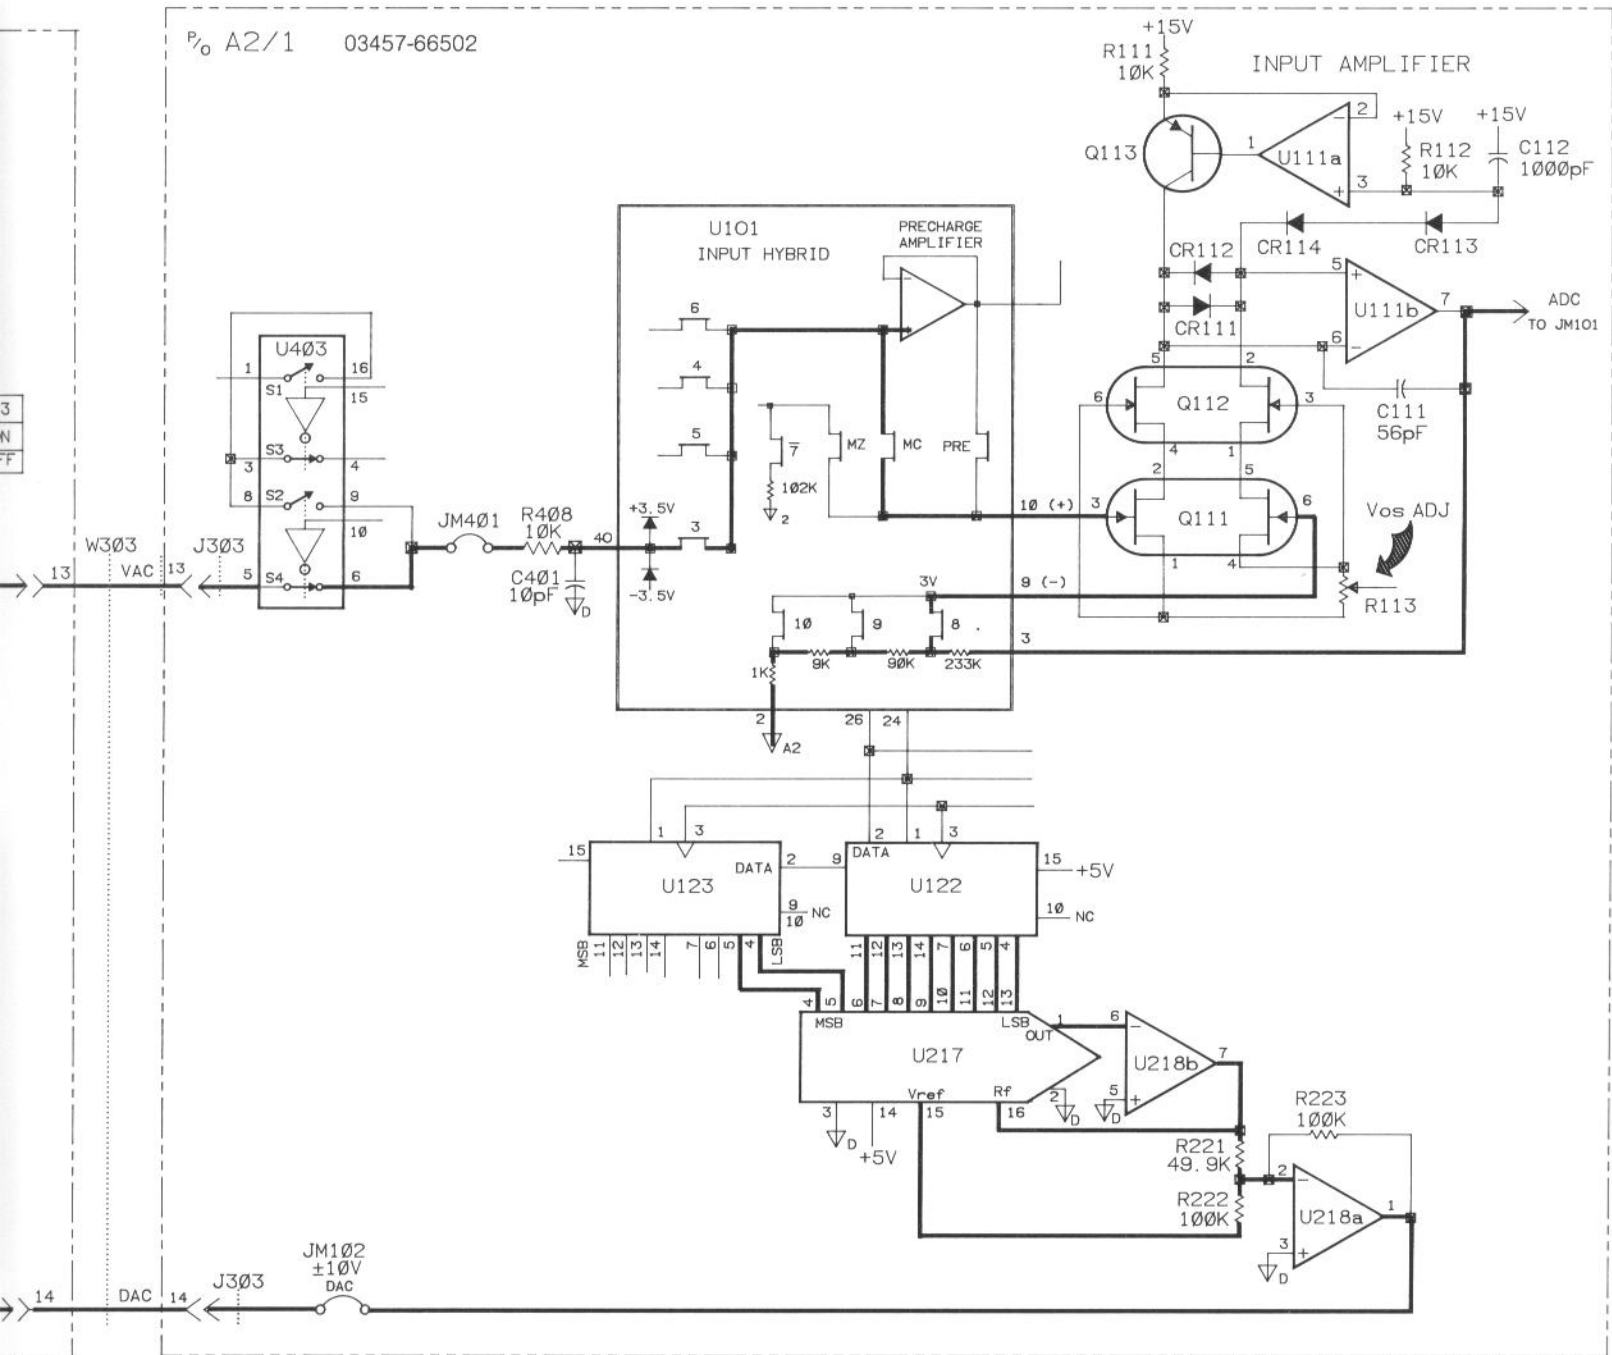 P/O A2/1 03457-66502
+15V
R111
10K
INPUT AMPLIFIER
2
+15V
+15V
Q113
1
U111a
R112
10K
C112
1000pF
3
+
U101
INPUT HYBRID
PRECHARGE
AMPLIFIER
CR112
CR114
CR113
5
+
U111b
7
ADC
TO JM101
CR111
6
6
U403
1
16
S1
15
4
5
2
6
Q112
3
C111
56pF
3
N
FF
S3
3
4
5
7
MZ
MC
PRE
4
1
8
S2
9
102K
2
2
5
10
JM401
R408
10K
+3.5V
3
10 (+)
3
Q111
6
Vos ADJ
W303
J303
40
13
VAC
13
5
S4
6
C401
10pF
D
-3.5V
3V
9 (-)
1
4
R113
10
9
8
3
1K
9K
90K
233K
2
A2
26
24
1
3
2
1
3
15
DATA
2
9
DATA
15
+5V
U123
U122
9
10
NC
10
NC
MSB
11
12
13
14
7
6
5
4
LSB
11
12
13
14
7
6
5
4
4
5
6
7
8
9
10
11
12
13
MSB
LSB
OUT
1
6
U217
U218b
7
Vref
Rf
2
D
5
+
D
3
D
14
+5V
15
16
R223
100K
R221
49.9K
2
R222
100K
U218a
1
3
+
D
JM102
±10V
DAC
J303
14
DAC
14